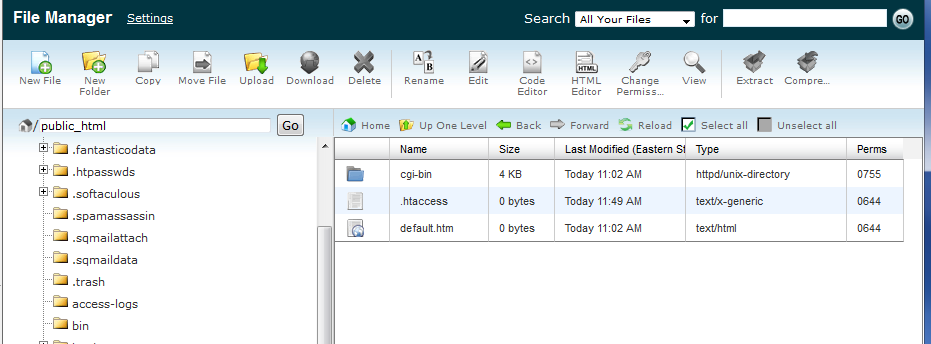 File Manager Settings Search All Your Files for GO
New File New Folder Copy Move File Upload Download Delete Rename Edit Code Editor HTML Editor Change Permiss... View Extract Compre...
/ public_html Go Home Up One Level Back Forward Reload Select all Unselect all
Name Size Last Modified (Eastern St Type Perms
.fantasticodata
.htpasswds
.softaculous
.spamassassin
.sqmailattach
.sqmaildata
.trash
access-logs
bin
cgi-bin 4 KB Today 11:02 AM httpd/unix-directory 0755
.htaccess 0 bytes Today 11:49 AM text/x-generic 0644
default.htm 0 bytes Today 11:02 AM text/html 0644